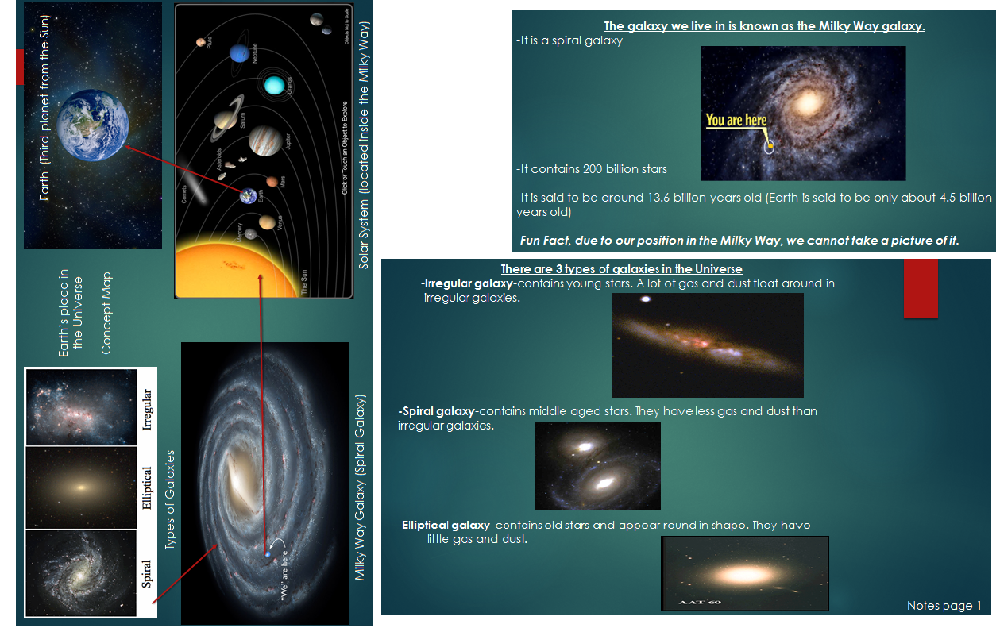 Earth (Third planet from the Sun)
Pluto
Neptune
Uranus
Saturn
Jupiter
Asteroids
Comets
Mars
Earth
Venus
Mercury
The Sun
Objects Not to Scale
Click or Touch an Object to Explore
Solar System (located inside the Milky Way)
Earth's place in
the Universe
Concept Map
Irregular
Elliptical
Spiral
Types of Galaxies
"We" are here
Milky Way Galaxy (Spiral Galaxy)
The galaxy we live in is known as the Milky Way galaxy.
-It is a spiral galaxy
You are here
-It contains 200 billion stars
-It is said to be around 13.6 billion years old (Earth is said to be only about 4.5 billion
years old)
-Fun Fact, due to our position in the Milky Way, we cannot take a picture of it.
There are 3 types of galaxies in the Universe
-Irregular galaxy-contains young stars. A lot of gas and dust float around in
irregular galaxies.
-Spiral galaxy-contains middle aged stars. They have less gas and dust than
irregular galaxies.
Elliptical galaxy-contains old stars and appear round in shape. They have
little gas and dust.
AAT 60
Notes page 1